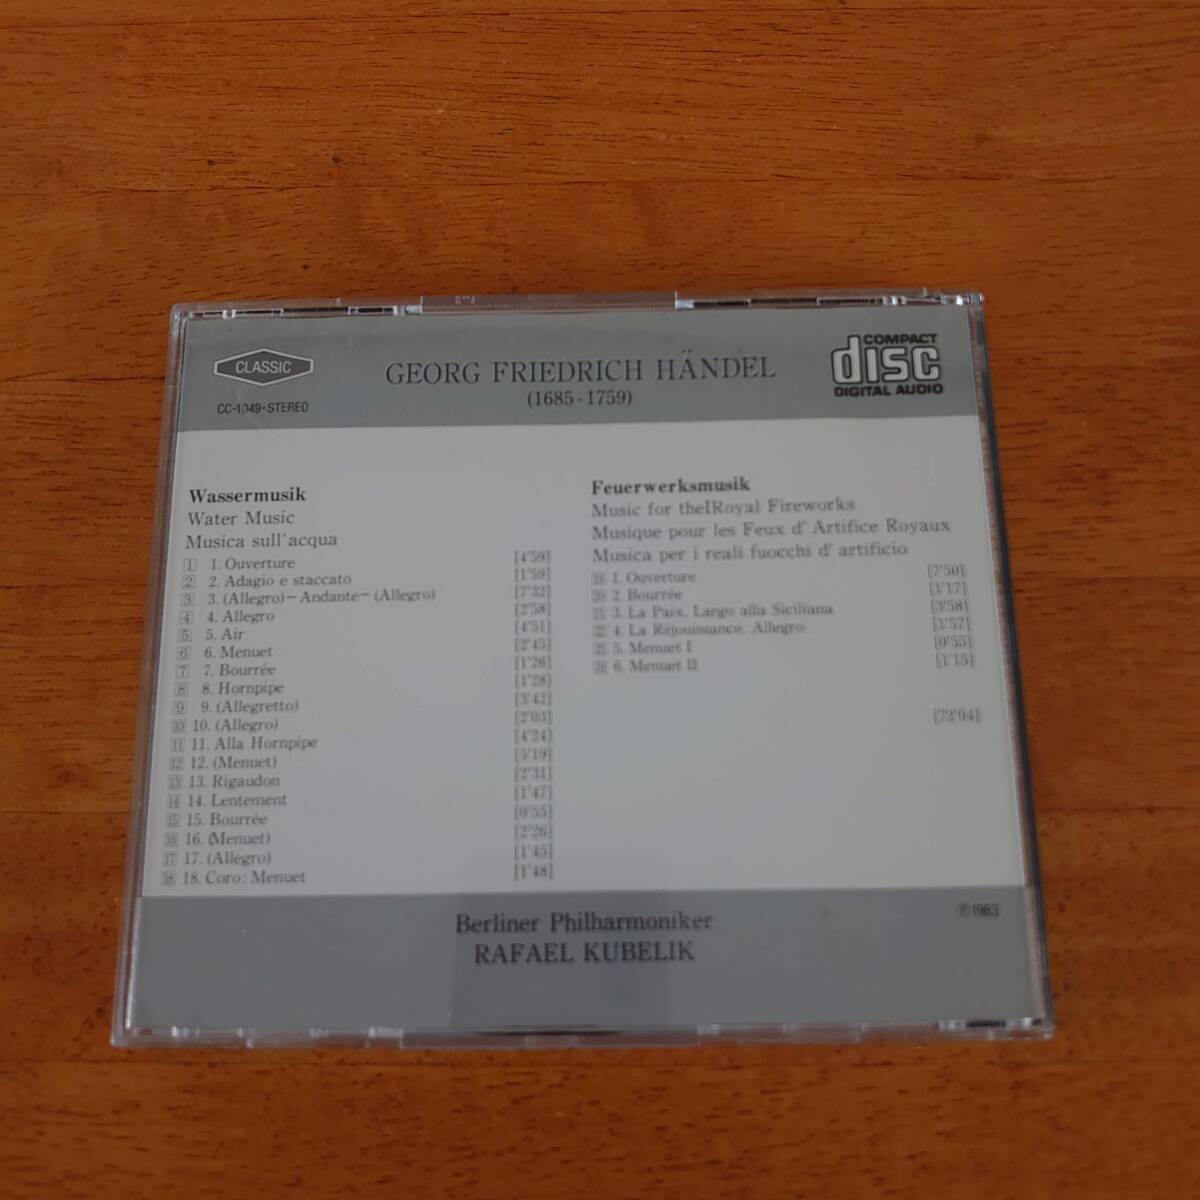 CLASSIC
CC-1049・STEREO
GEORG FRIEDRICH HÄNDEL
(1685-1759)
COMPACT
disc
DIGITAL AUDIO
Wassermusik
Water Music
Musica sull'acqua
1 1. Ouverture [4'59]
2 2. Adagio e staccato [1'59]
3 3. (Allegro)-Andante-(Allegro) [7'32]
4 4. Allegro [2'58]
5 5. Air [4'51]
6 6. Menuet [2'45]
7 7. Bourrée [1'26]
8 8. Hornpipe [1'28]
9 9. (Allegretto) [3'42]
10 10. (Allegro) [2'03]
11 11. Alla Hornpipe [4'24]
12 12. (Menuet) [5'19]
13 13. Rigaudon [2'31]
14 14. Lentement [1'47]
15 15. Bourrée [0'55]
16 16. (Menuet) [2'26]
17 17. (Allegro) [1'45]
18 18. Coro: Menuet [1'48]
Feuerwerksmusik
Music for theIRoyal Fireworks
Musique pour les Feux d'Artifice Royaux
Musica per i reali fuocchi d'artificio
19 1. Ouverture [7'50]
20 2. Bourrée [1'17]
21 3. La Paix. Largo alla Siciliana [3'58]
22 4. La Réjouissance. Allegro [1'57]
23 5. Menuet I [0'55]
24 6. Menuet II [1'15]
[72'04]
Berliner Philharmoniker
RAFAEL KUBELIK
℗1963